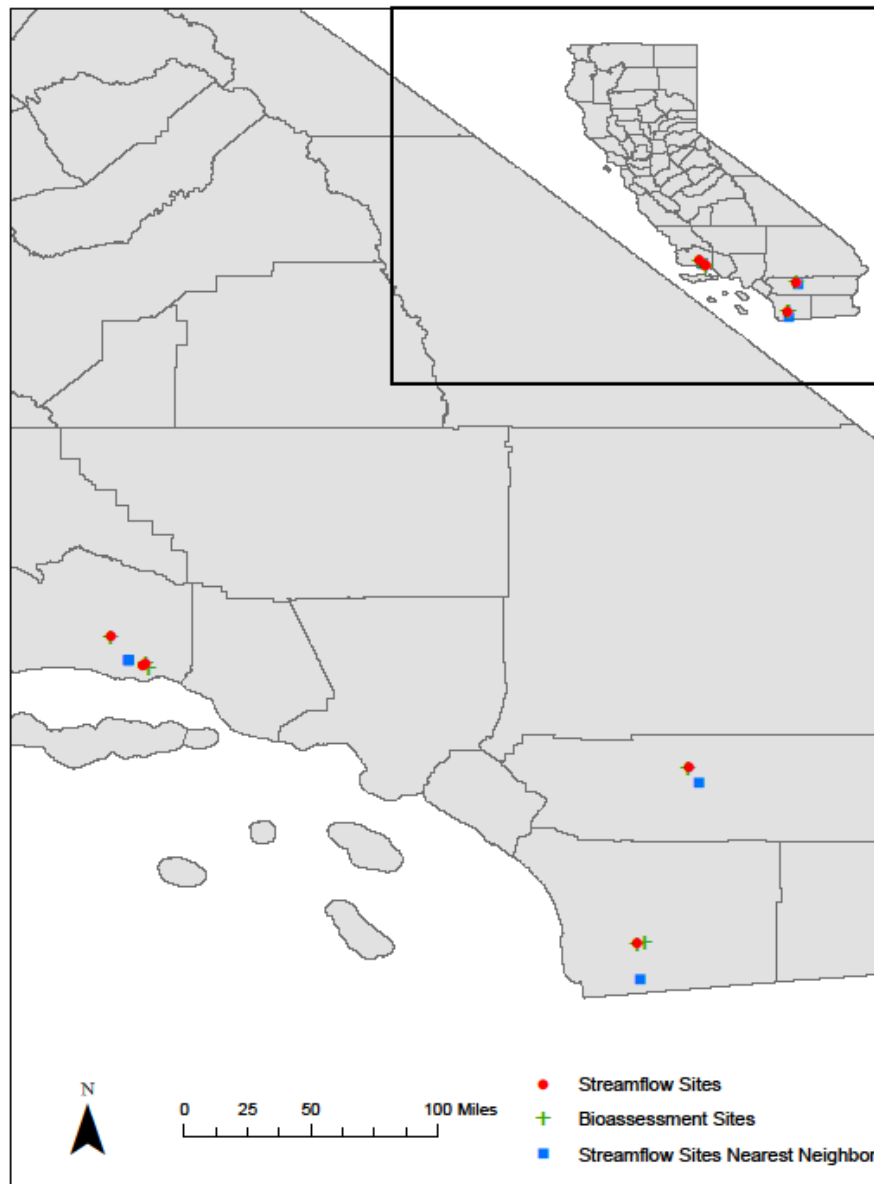 N
0 25 50 100 Miles
Streamflow Sites
Bioassessment Sites
Streamflow Sites Nearest Neighbor